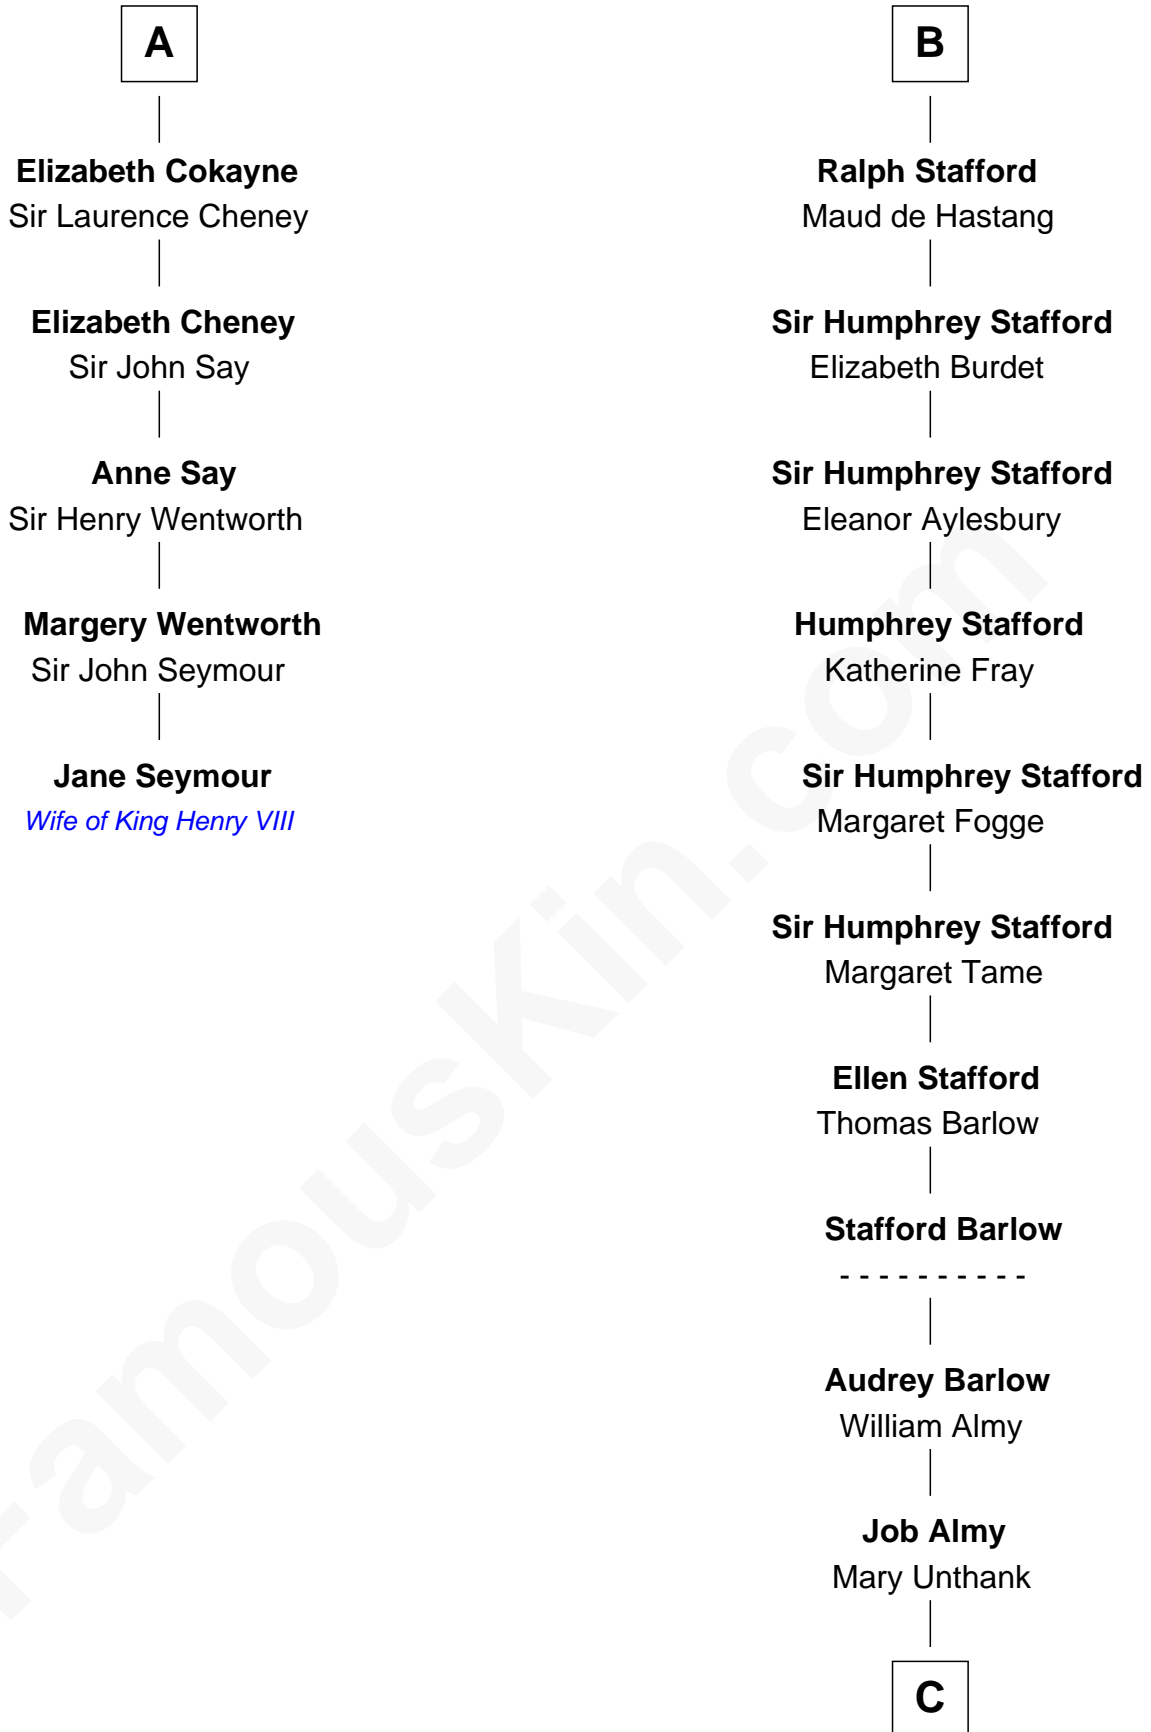 A
Elizabeth Cokayne
Sir Laurence Cheney
Elizabeth Cheney
Sir John Say
Anne Say
Sir Henry Wentworth
Margery Wentworth
Sir John Seymour
Jane Seymour
Wife of King Henry VIII
B
Ralph Stafford
Maud de Hastang
Sir Humphrey Stafford
Elizabeth Burdet
Sir Humphrey Stafford
Eleanor Aylesbury
Humphrey Stafford
Katherine Fray
Sir Humphrey Stafford
Margaret Fogge
Sir Humphrey Stafford
Margaret Tame
Ellen Stafford
Thomas Barlow
Stafford Barlow
- - - - - - - - - -
Audrey Barlow
William Almy
Job Almy
Mary Unthank
C
FamousKin.com